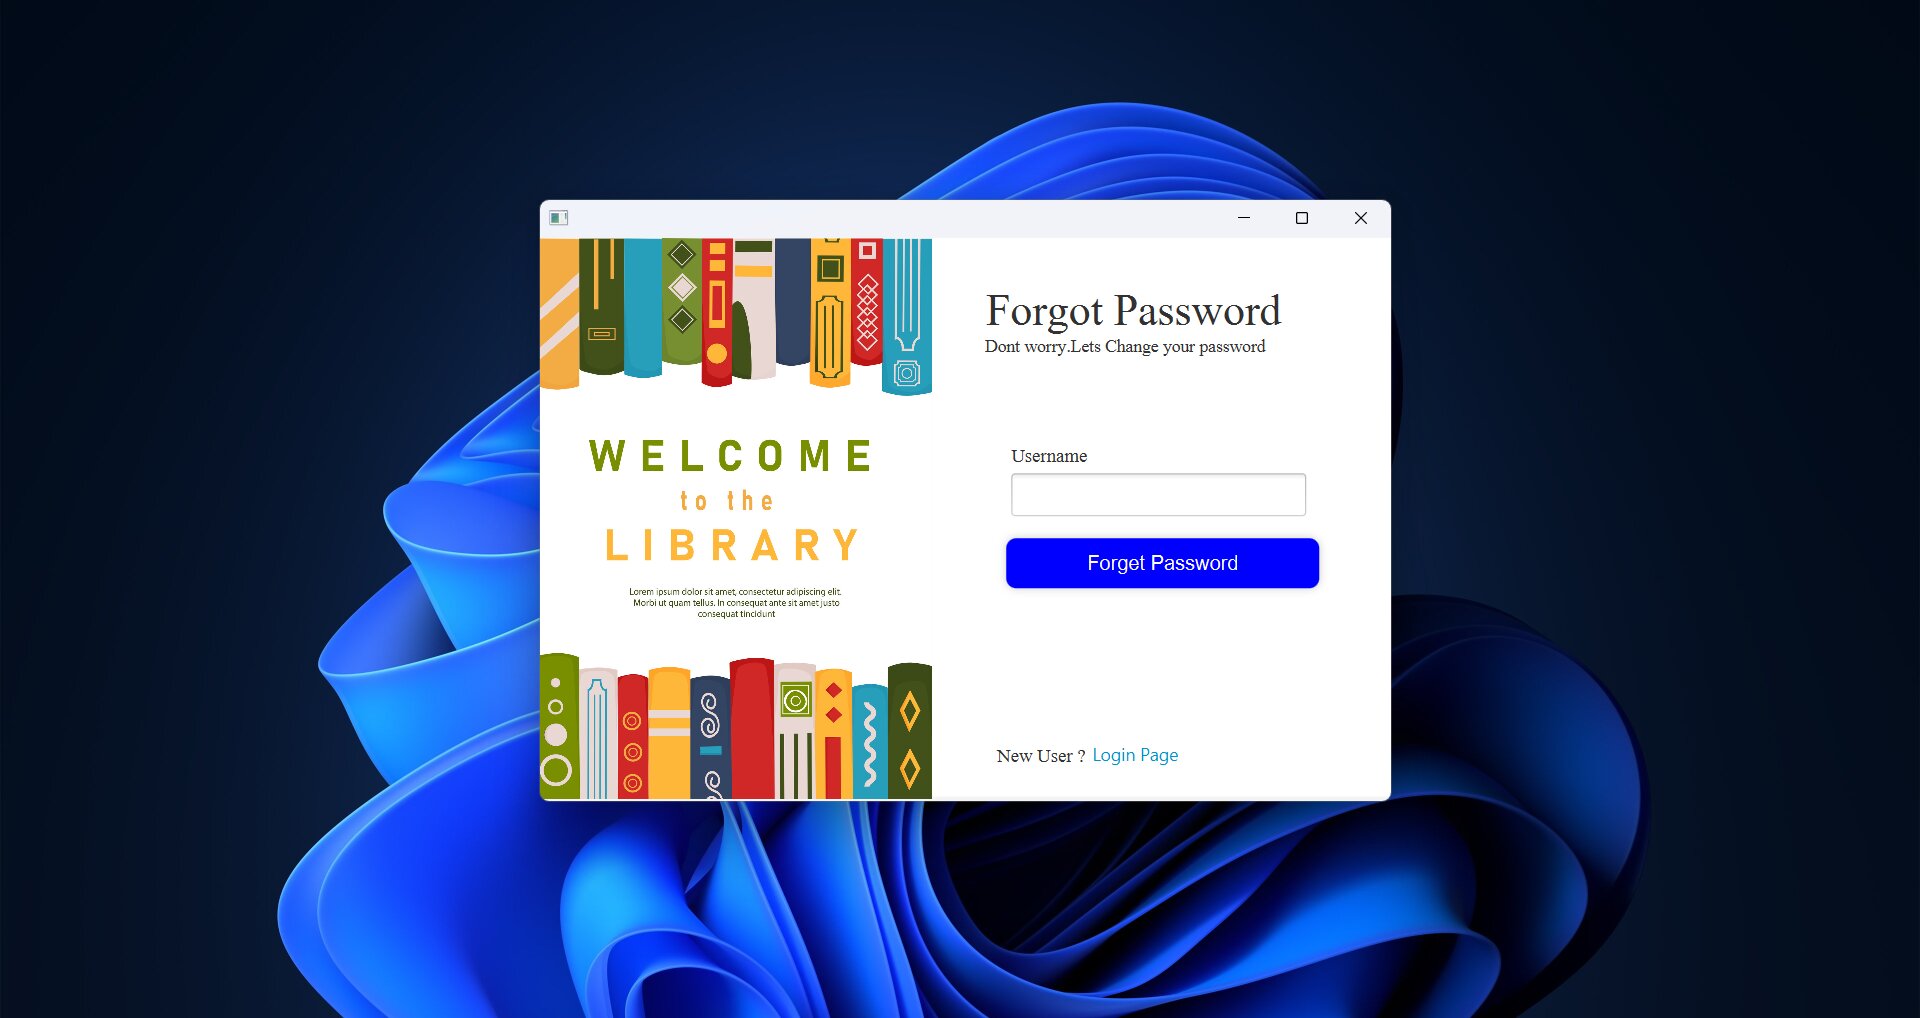 WELCOME
to the
LIBRARY
Lorem ipsum dolor sit amet, consectetur adipiscing elit.
Morbi ut quam tellus. In consequat ante sit amet justo
consequat tincidunt
Forgot Password
Dont worry.Lets Change your password
Username
Forget Password
New User ? Login Page